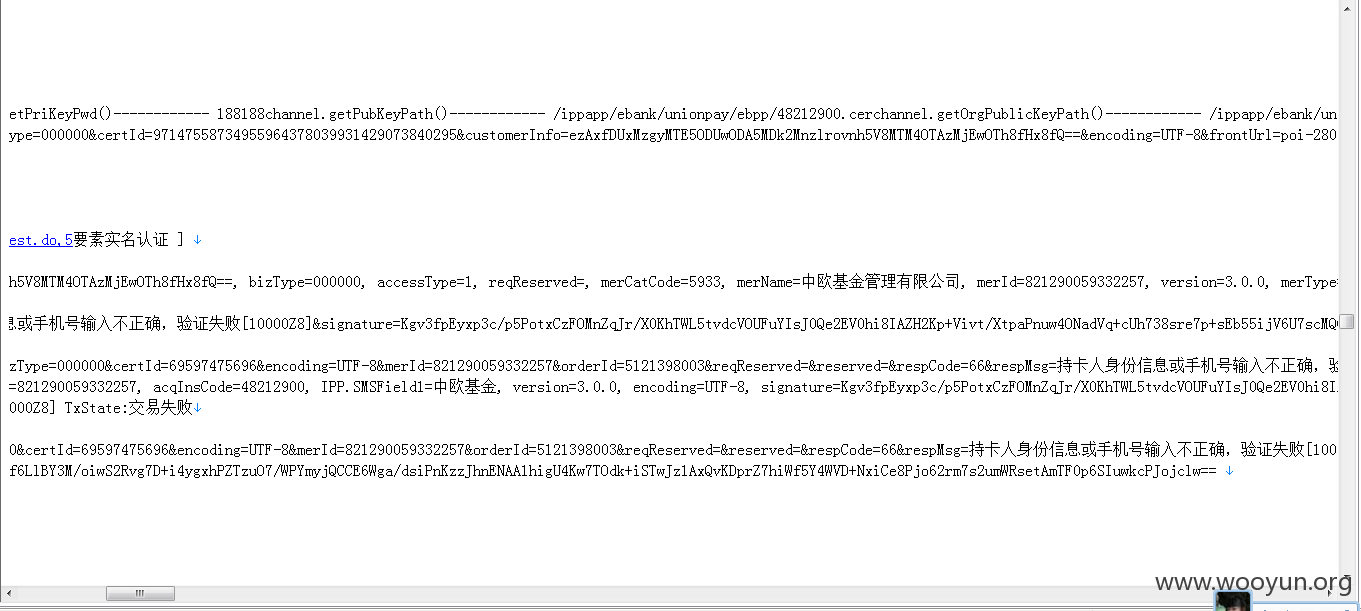 etPriKeyPwd()------------ 188188channel.getPubKeyPath()------------ /ippapp/ebank/unionpay/ebpp/48212900.cerchannel.getOrgPublicKeyPath()------------ /ippapp/ebank/un
ype=000000&certId=97147558734955964378039931429073840295&customerInfo=ezAxfDUxMzgyMTE5ODUwODA5MDk2Mnzlrovnh5V8MTM4OTAzMjEwOTh8fHx8fQ==&encoding=UTF-8&frontUrl=poi-280
est.do,5要素实名认证 ] ↓
h5V8MTM4OTAzMjEwOTh8fHx8fQ==, bizType=000000, accessType=1, reqReserved=, merCatCode=5933, merName=中欧基金管理有限公司, merId=821290059332257, version=3.0.0, merType=
息或手机号输入不正确，验证失败[10000Z8]&signature=Kgv3fpEyxp3c/p5PotxCzFOMnZqJr/X0KhTWL5tvdcVOUFuYIsJ0Qe2EV0hi8IAZH2Kp+Vivt/XtpaPnuw4ONadVq+cUh738sre7p+sEb55ijV6U7scMQ
zType=000000&certId=69597475696&encoding=UTF-8&merId=821290059332257&orderId=5121398003&reqReserved=&reserved=&respCode=66&respMsg=持卡人身份信息或手机号输入不正确，验
=821290059332257, acqInsCode=48212900, IPP.SMSField1=中欧基金, version=3.0.0, encoding=UTF-8, signature=Kgv3fpEyxp3c/p5PotxCzFOMnZqJr/X0KhTWL5tvdcVOUFuYIsJ0Qe2EV0hi8I
000Z8] TxState:交易失败↓
0&certId=69597475696&encoding=UTF-8&merId=821290059332257&orderId=5121398003&reqReserved=&reserved=&respCode=66&respMsg=持卡人身份信息或手机号输入不正确，验证失败[100
f6LlBY3M/oiwS2Rvg7D+i4ygxhPZTzuO7/WPYmyjQCCE6Wga/dsiPnKzzJhnENAA1higU4Kw7TOdk+iSTwJz1AxQvKDprZ7hiWf5Y4WVD+NxiCe8Pjo62rm7s2umWRsetAmTFOp6SIuwkcPJojclw== ↓
www.wooyun.org